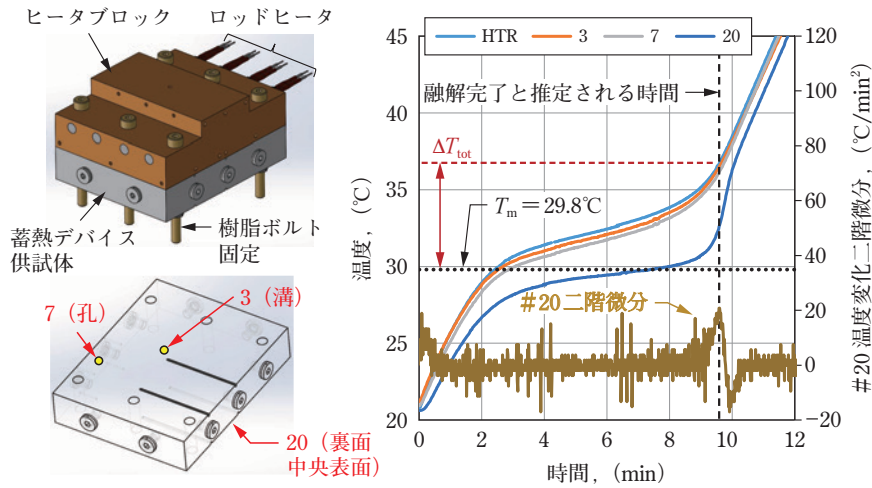 ヒータブロック
ロッドヒータ
蓄熱デバイス
供試体
樹脂ボルト
固定
7（孔）
3（溝）
20（裏面
中央表面）
HTR
3
7
20
融解完了と推定される時間
ΔTtot
Tm＝29.8℃
#20二階微分
温度，（℃）
45
40
35
30
25
20
0
2
4
6
8
10
12
時間，（min）
120
100
80
60
40
20
0
−20
#20 温度変化二階微分，（℃/min²）